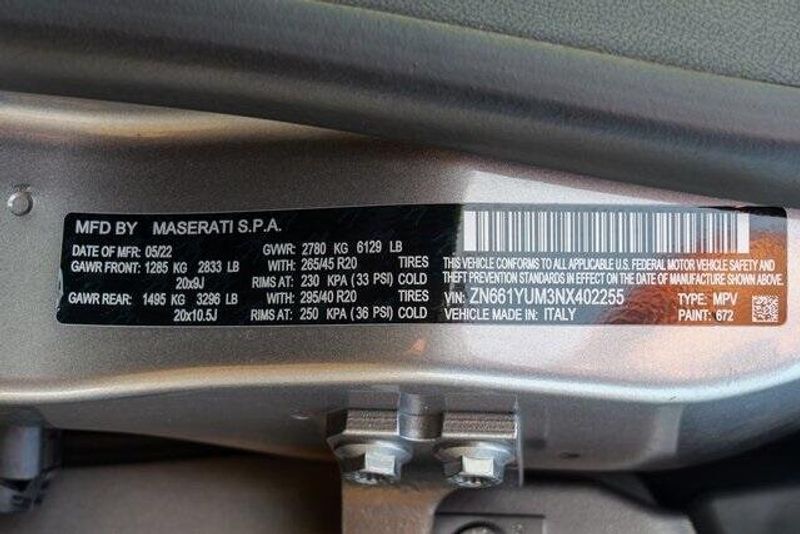 MFD BY MASERATI S.P.A.
DATE OF MFR: 05/22 GVWR: 2780 KG 6129 LB
GAWR FRONT: 1285 KG 2833 LB WITH: 265/45 R20 TIRES
20x9J RIMS AT: 230 KPA (33 PSI) COLD
GAWR REAR: 1495 KG 3296 LB WITH: 295/40 R20 TIRES
20x10.5J RIMS AT: 250 KPA (36 PSI) COLD
THIS VEHICLE CONFORMS TO ALL APPLICABLE U.S. FEDERAL MOTOR VEHICLE SAFETY AND
THEFT PREVENTION STANDARDS IN EFFECT ON THE DATE OF MANUFACTURE SHOWN ABOVE.
VIN: ZN661YUM3NX402255 TYPE: MPV
VEHICLE MADE IN: ITALY PAINT: 672